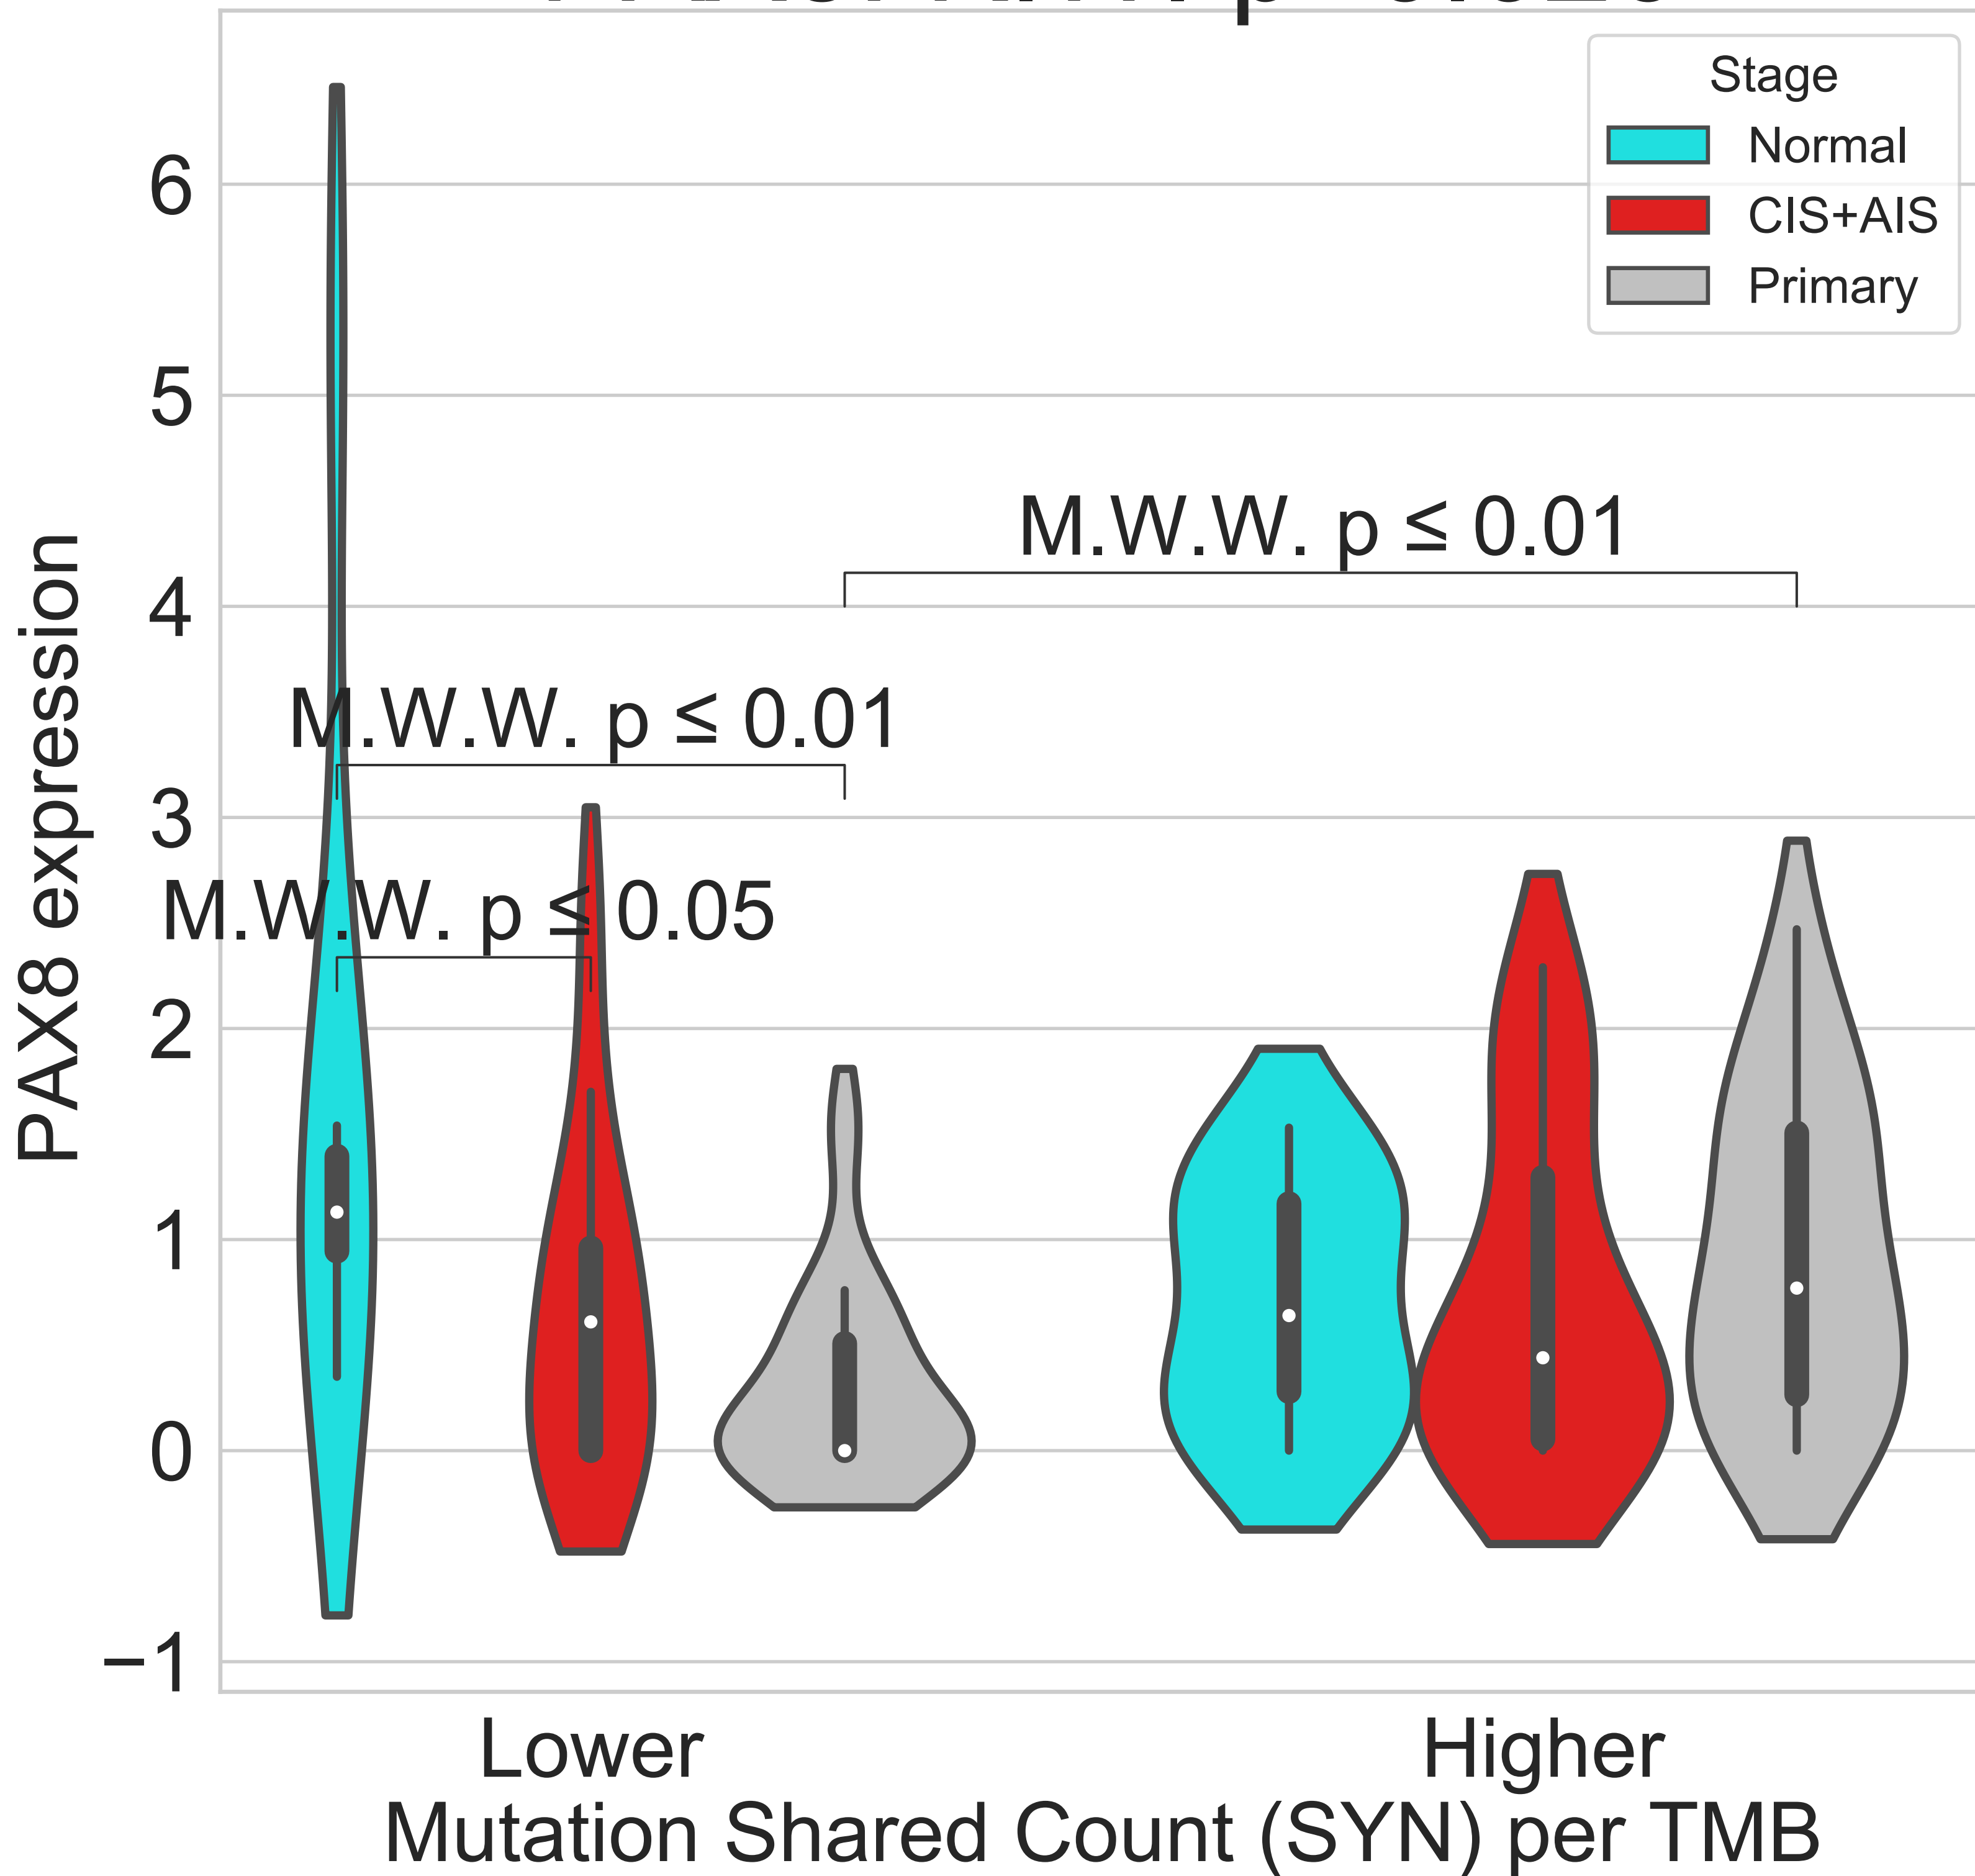 Stage
Normal
CIS+AIS
Primary
6
5
4
3
2
1
0
−1
PAX8 expression
M.W.W. p ≤ 0.01
M.W.W. p ≤ 0.01
M.W.W. p ≤ 0.05
Lower
Higher
Mutation Shared Count (SYN) per TMB